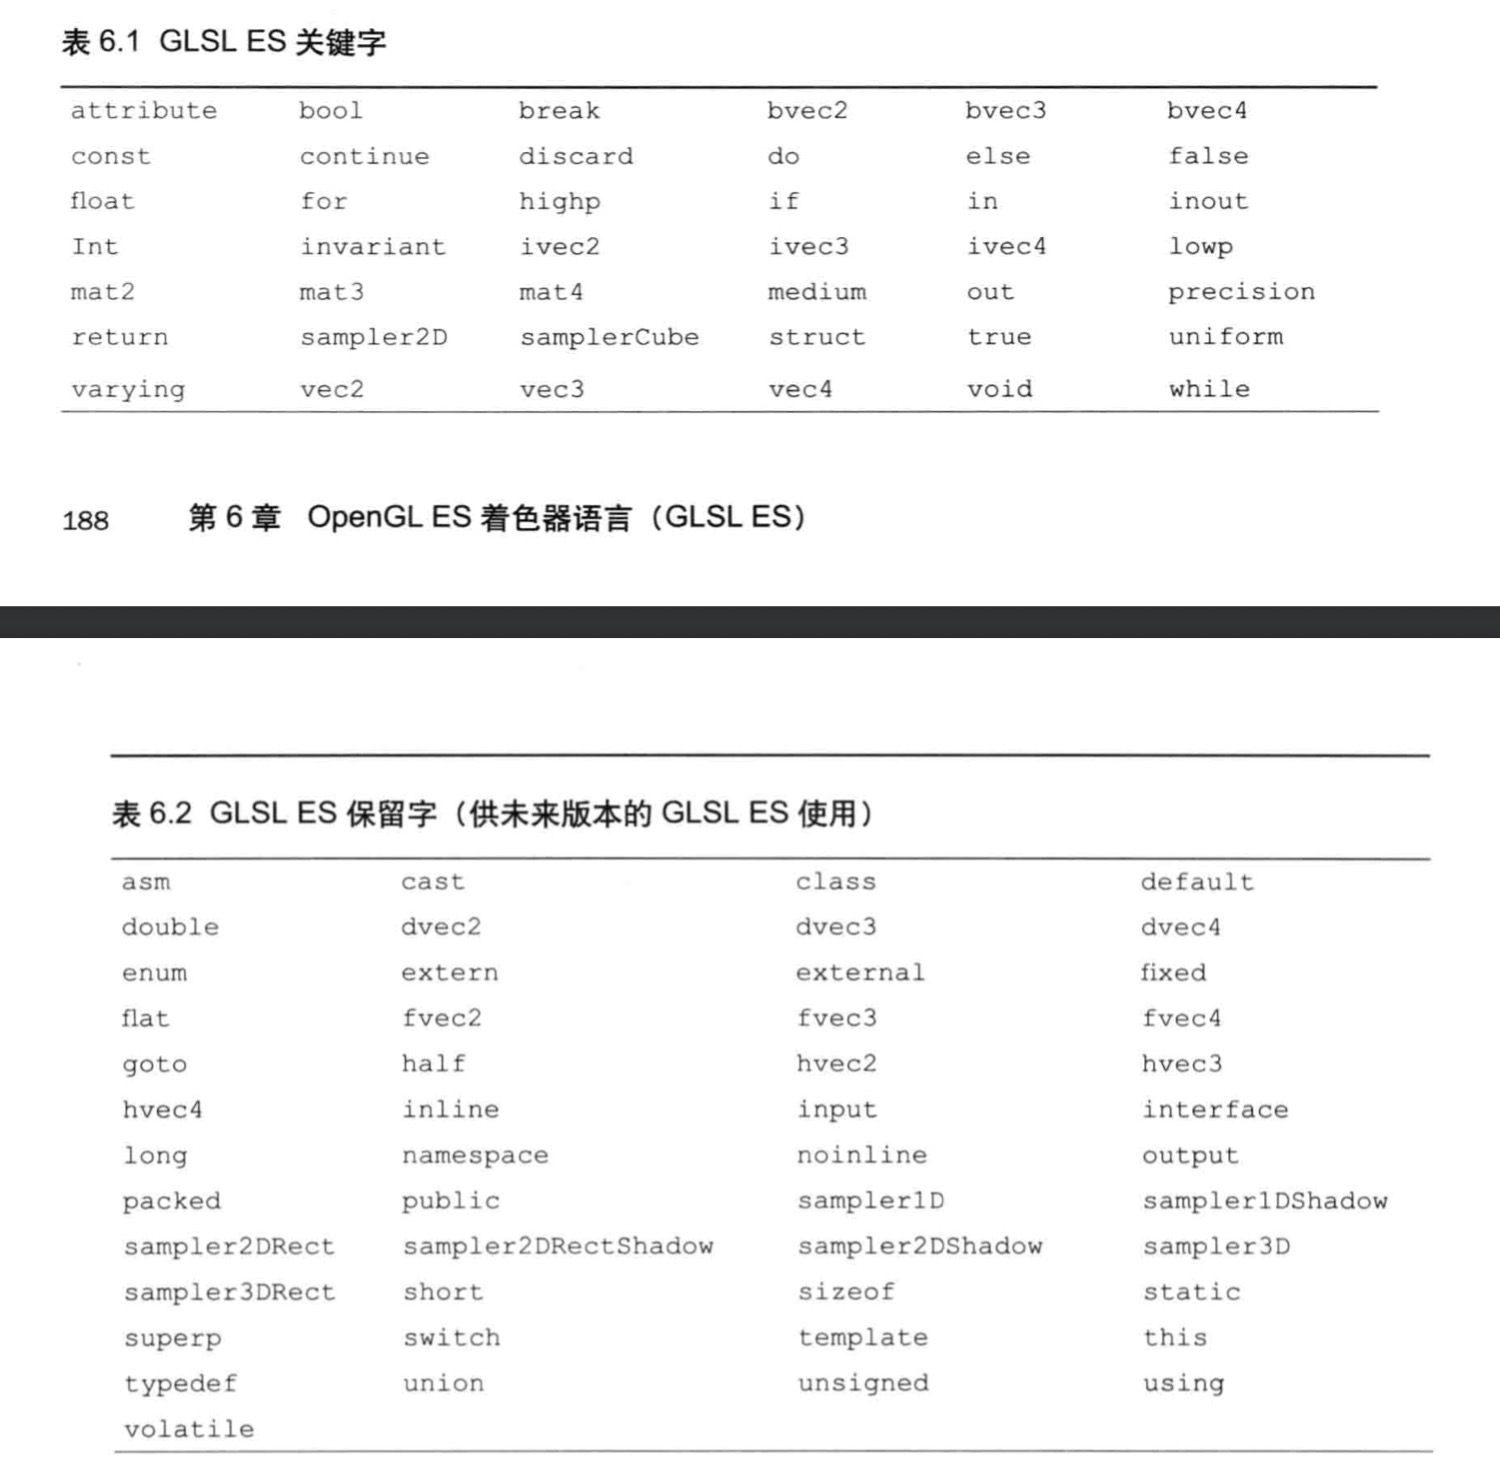 表 6.1 GLSL ES 关键字
attribute bool break bvec2 bvec3 bvec4
const continue discard do else false
float for highp if in inout
Int invariant ivec2 ivec3 ivec4 lowp
mat2 mat3 mat4 medium out precision
return sampler2D samplerCube struct true uniform
varying vec2 vec3 vec4 void while
188 第 6 章 OpenGL ES 着色器语言（GLSL ES）
表 6.2 GLSL ES 保留字（供未来版本的 GLSL ES 使用）
asm cast class default
double dvec2 dvec3 dvec4
enum extern external fixed
flat fvec2 fvec3 fvec4
goto half hvec2 hvec3
hvec4 inline input interface
long namespace noinline output
packed public sampler1D sampler1DShadow
sampler2DRect sampler2DRectShadow sampler2DShadow sampler3D
sampler3DRect short sizeof static
superp switch template this
typedef union unsigned using
volatile